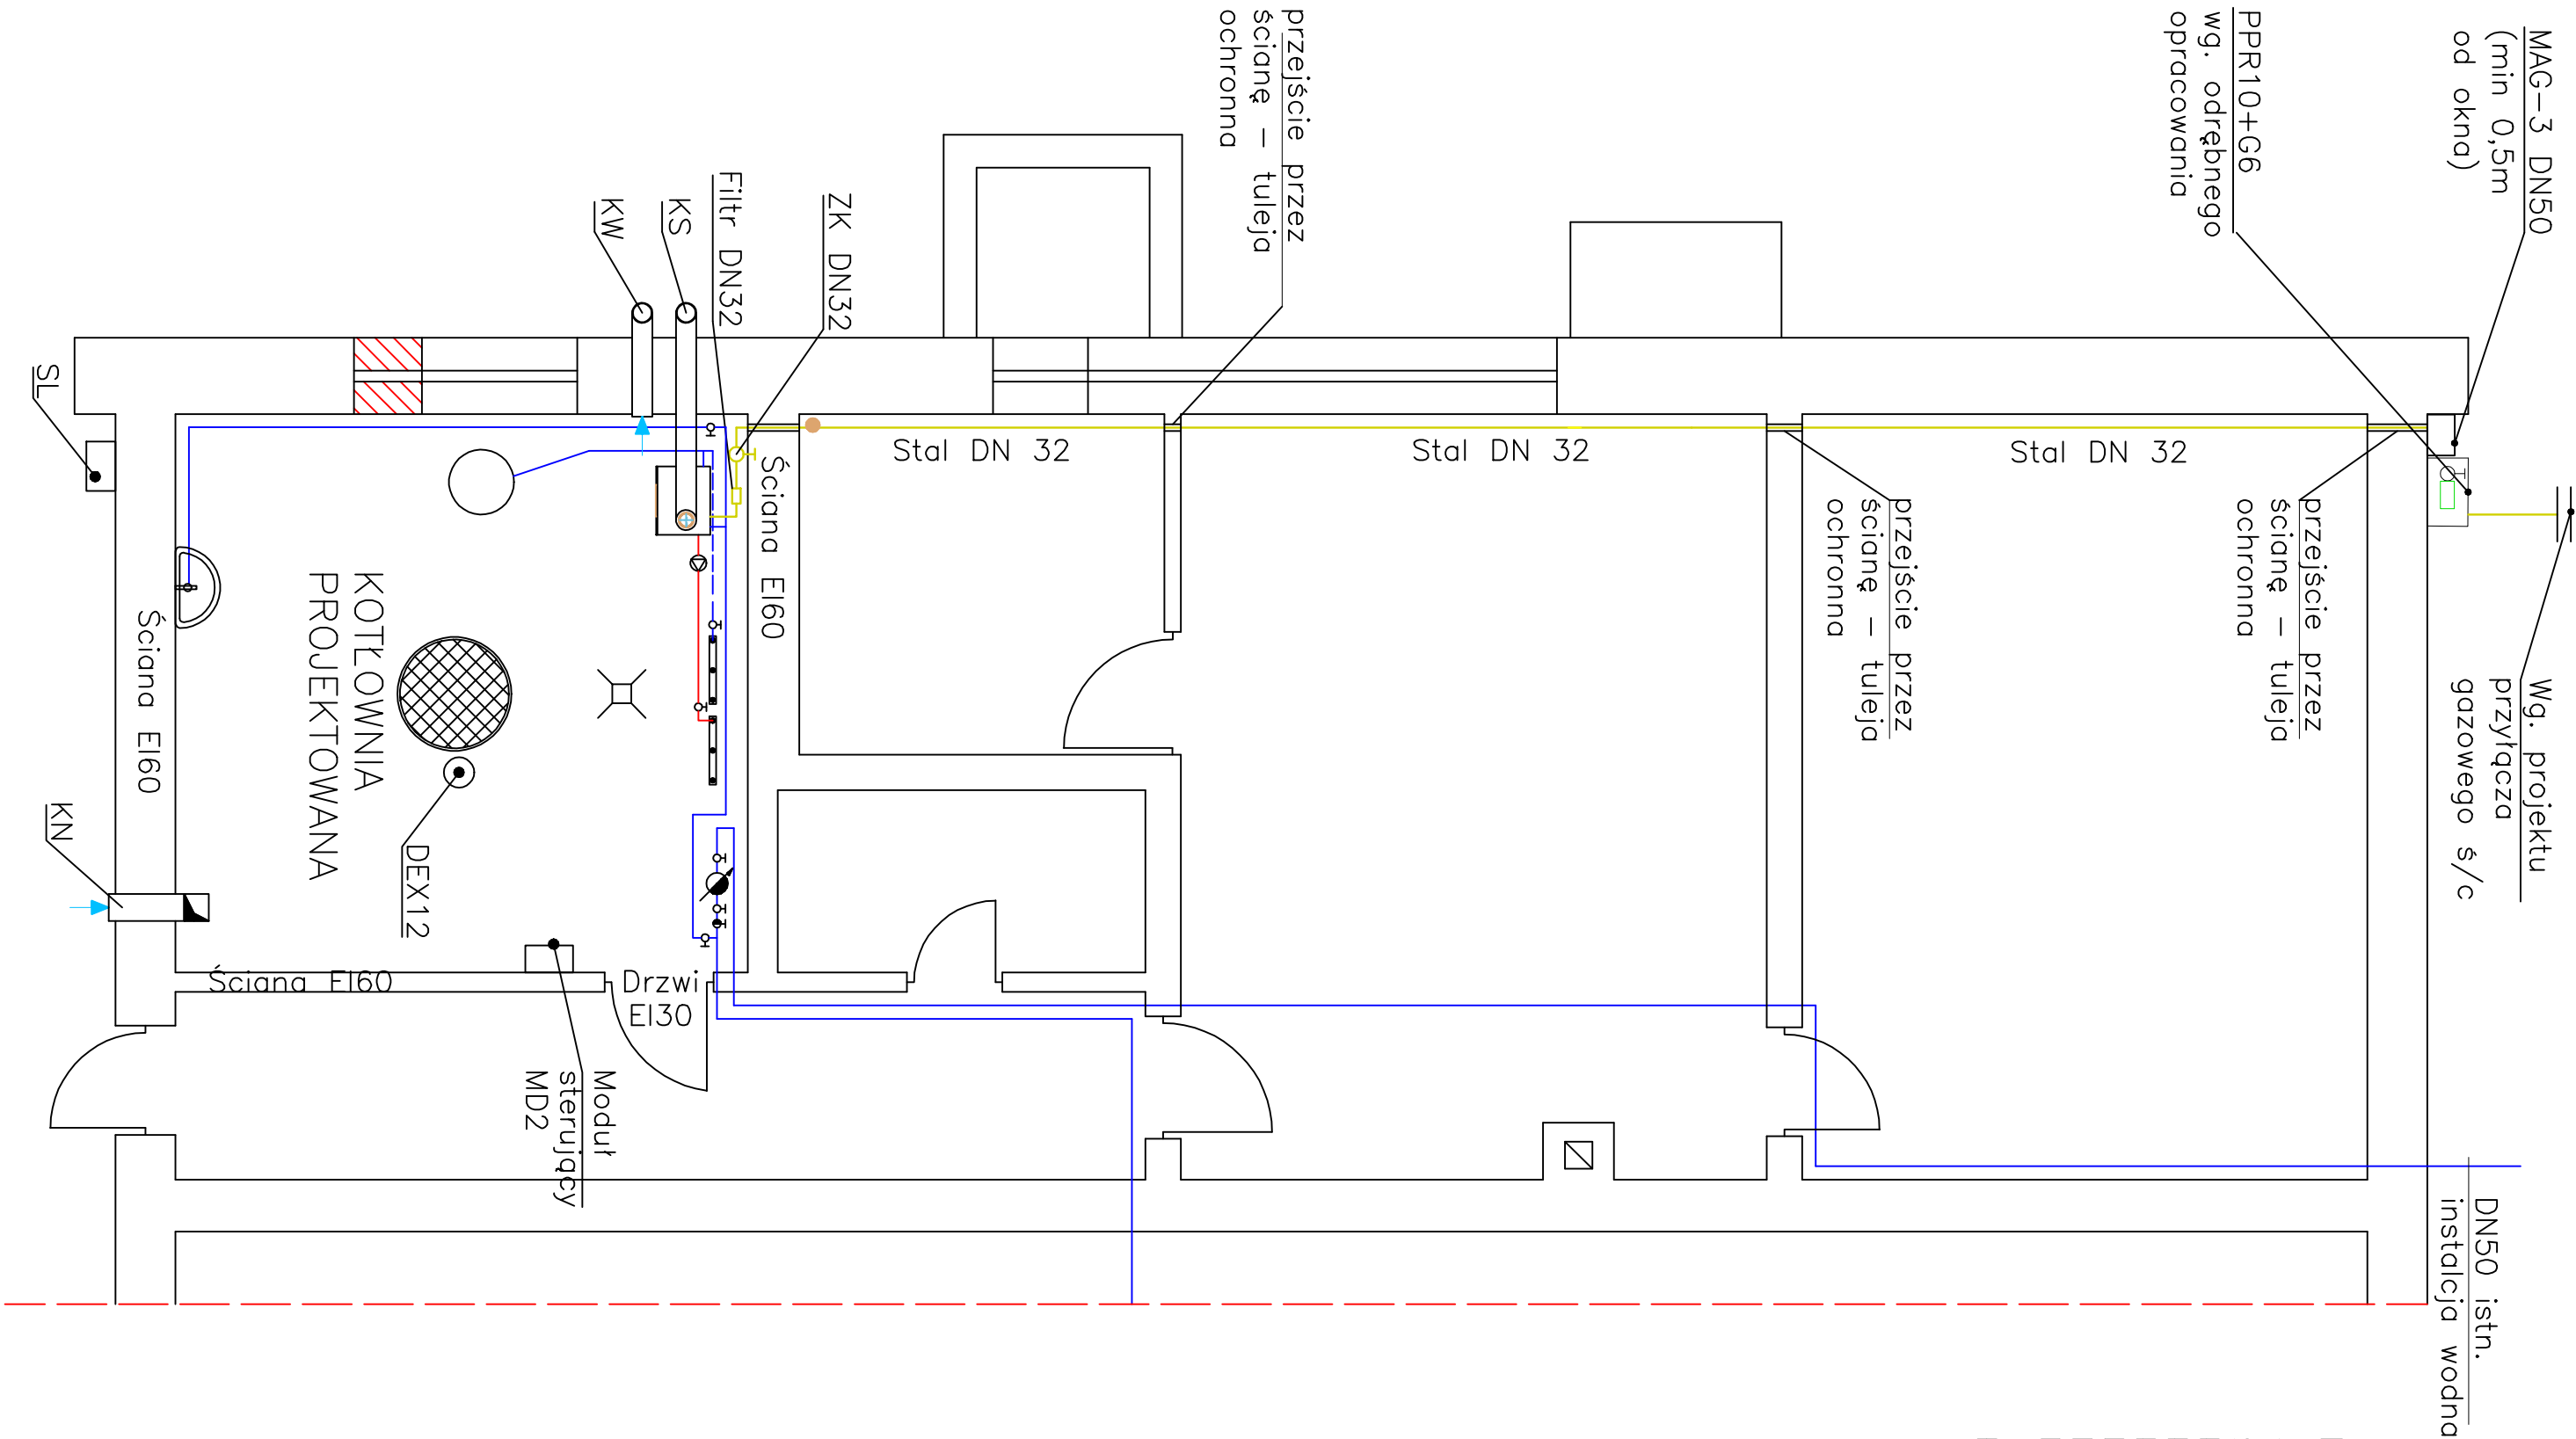 MAG-3 DN50
(min 0,5m
od okna)
PPR10+G6
wg. odrębnego
opracowania
przejście przez
ścianę - tuleja
ochronna
ZK DN32
Filtr DN32
KS
KW
SL
Stal DN 32
Stal DN 32
Stal DN 32
Ściana EI60
przejście przez
ścianę - tuleja
ochronna
przejście przez
ścianę - tuleja
ochronna
Wg. projektu
przyłącza
gazowego ś/c
KOTŁOWNIA
PROJEKTOWANA
Ściana EI60
KN
DEX12
Ściana EI60
Drzwi
EI30
Moduł
sterujący
MD2
DN50 istn.
instalcja wodna